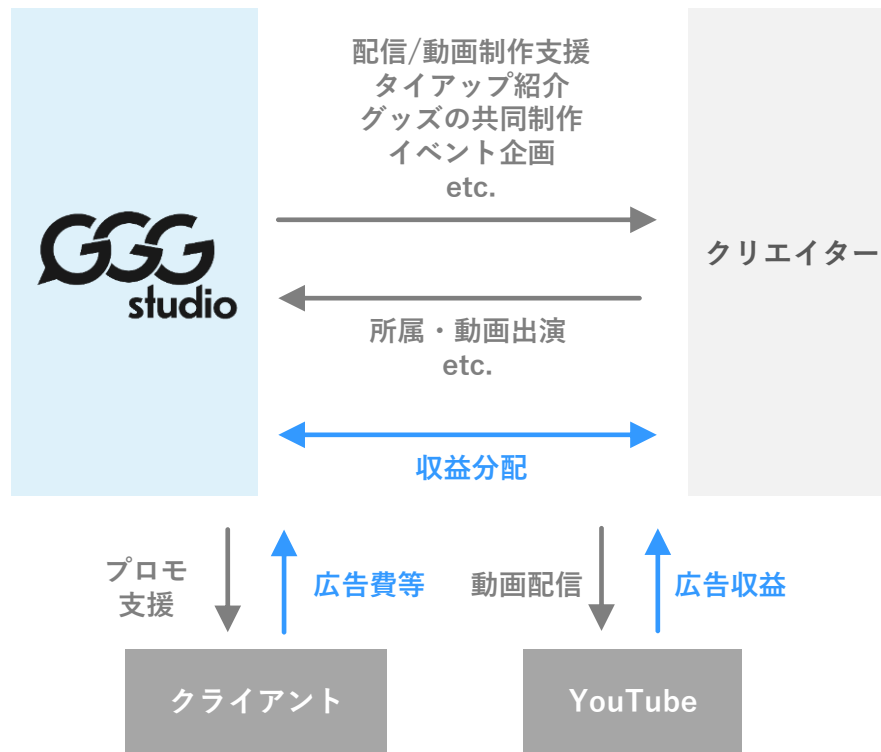 配信/動画制作支援
タイアップ紹介
グッズの共同制作
イベント企画
etc.
GGG
studio
クリエイター
所属・動画出演
etc.
収益分配
プロモ
支援
広告費等
動画配信
広告収益
クライアント
YouTube